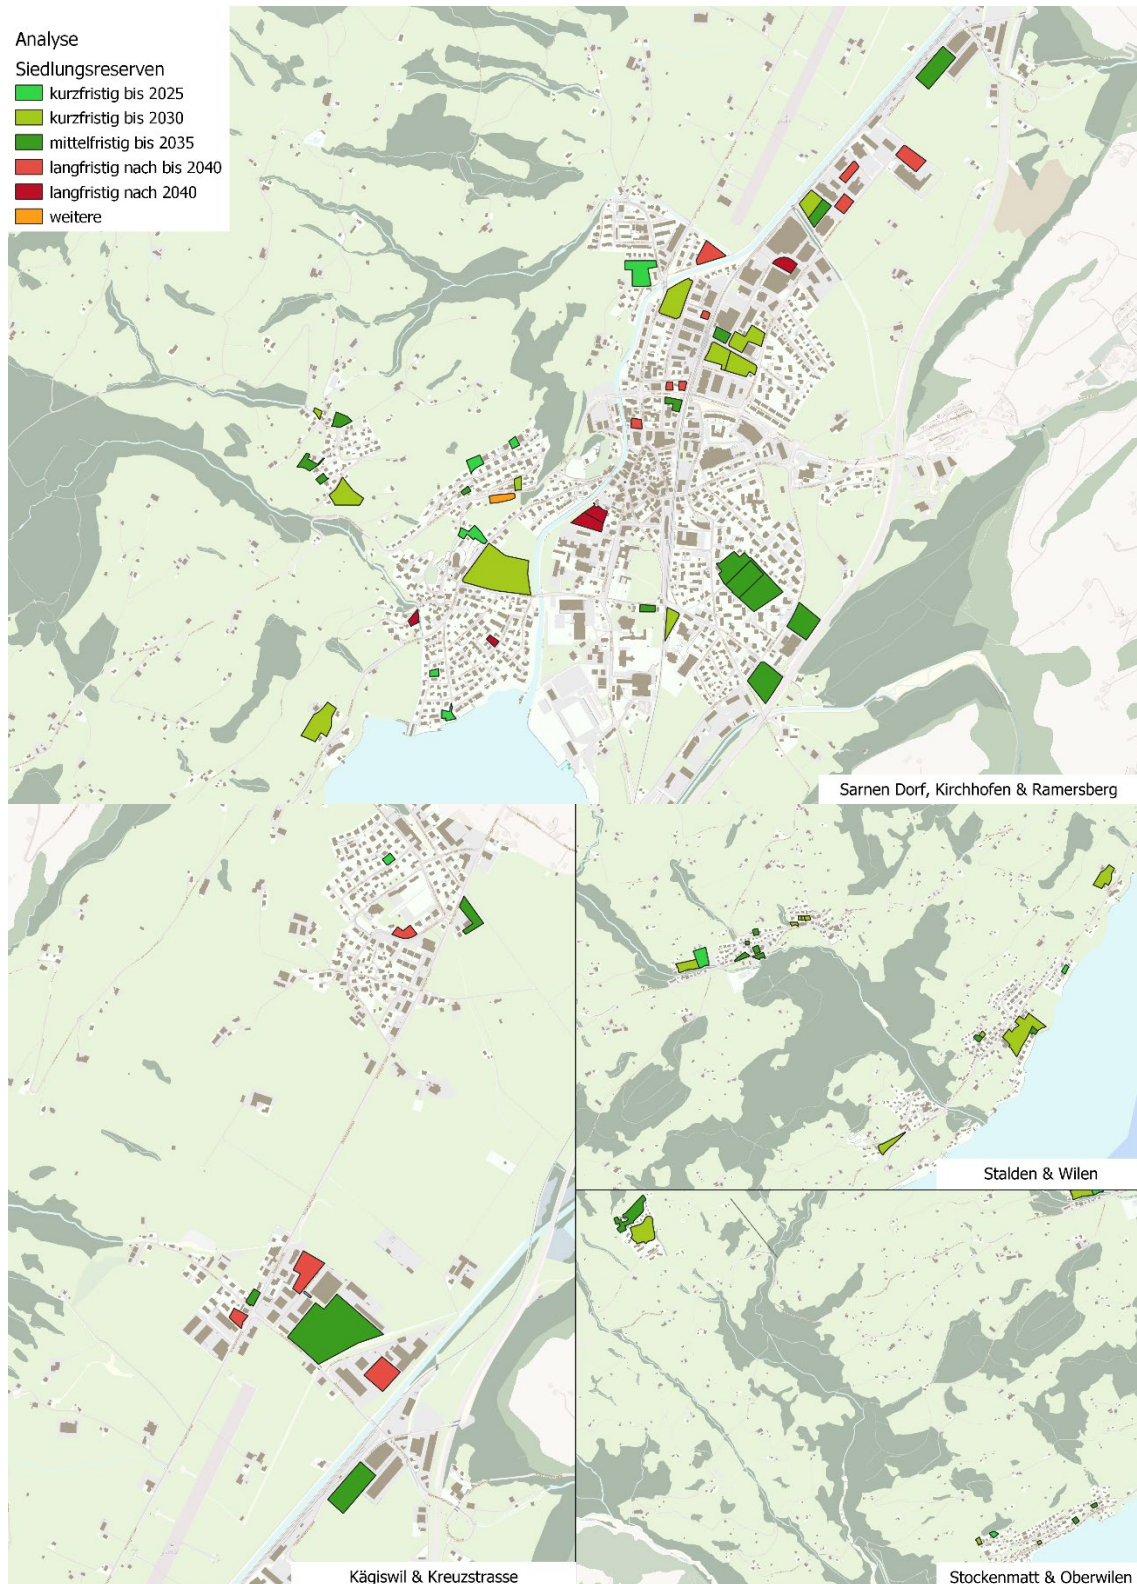 Analyse
Siedlungsreserven
kurzfristig bis 2025
kurzfristig bis 2030
mittelfristig bis 2035
langfristig nach bis 2040
langfristig nach 2040
weitere
Sarnen Dorf, Kirchhofen & Ramersberg
Stalden & Wilen
Kägiswil & Kreuzstrasse
Stockenmatt & Oberwilen